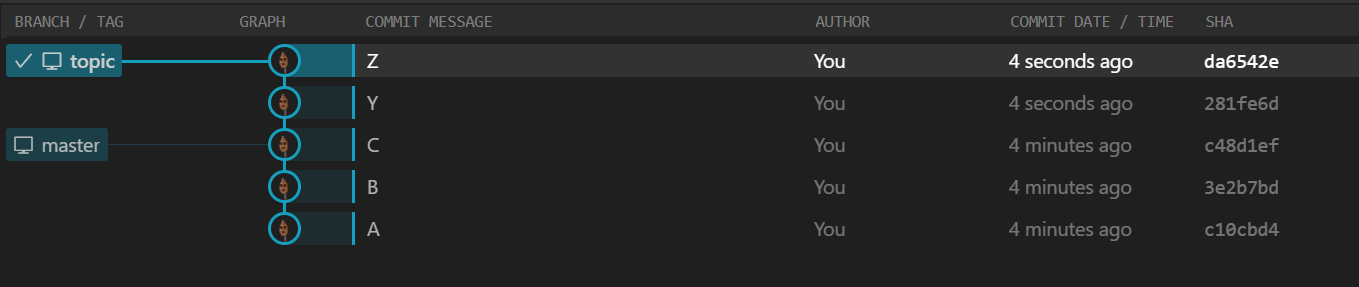 BRANCH / TAG GRAPH COMMIT MESSAGE AUTHOR COMMIT DATE / TIME SHA
topic Z You 4 seconds ago da6542e
Y You 4 seconds ago 281fe6d
master C You 4 minutes ago c48d1ef
B You 4 minutes ago 3e2b7bd
A You 4 minutes ago c10cbd4